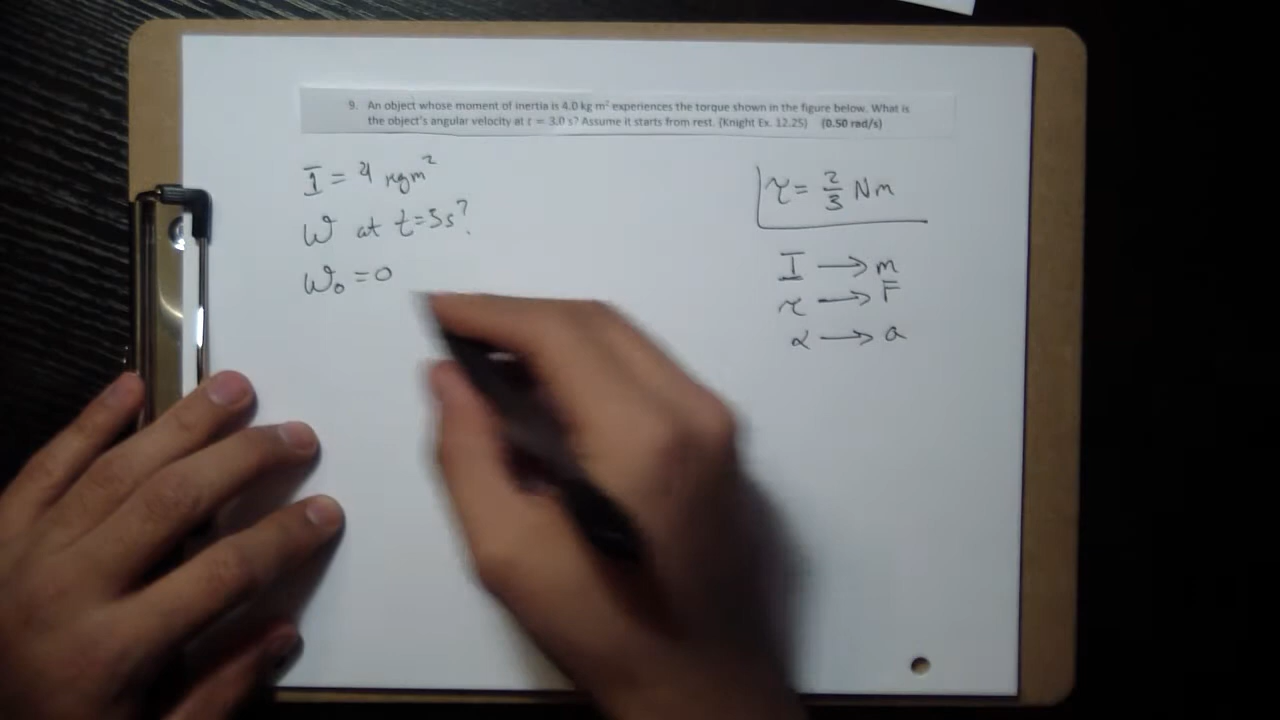 9. An object whose moment of inertia is 4.0 kg m² experiences the torque shown in the figure below. What is
the object's angular velocity at t = 3.0 s? Assume it starts from rest. (Knight Ex. 12.25) (0.50 rad/s)
I = 4 kgm²
ω at t=3s?
ω₀ = 0
τ = 2/3 Nm
I → m
τ → F
α → a